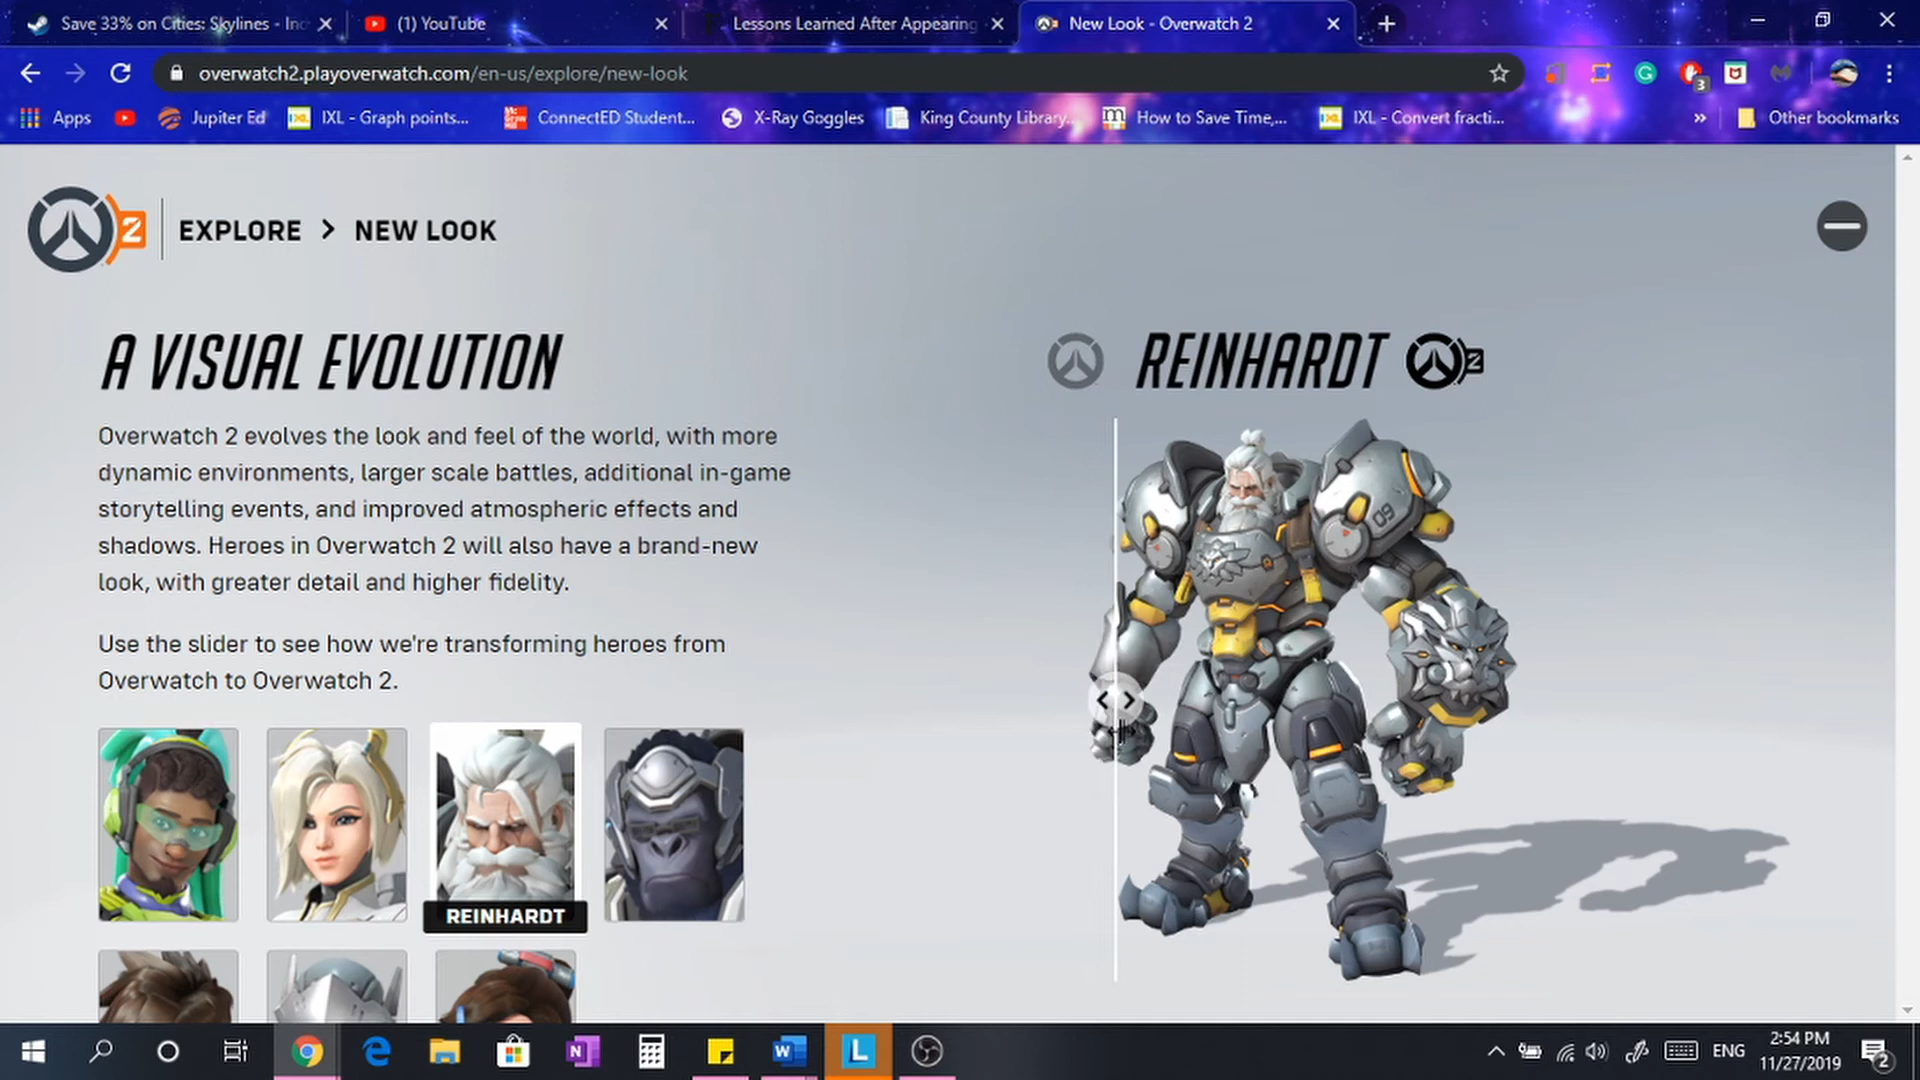 Save 33% on Cities: Skylines - Ind
(1) YouTube
Lessons Learned After Appearing
New Look - Overwatch 2
overwatch2.playoverwatch.com/en-us/explore/new-look
3
Apps
Jupiter Ed
IXL - Graph points...
ConnectED Student...
X-Ray Goggles
King County Library...
How to Save Time,...
IXL - Convert fracti...
»
Other bookmarks
2
EXPLORE > NEW LOOK
A VISUAL EVOLUTION
Overwatch 2 evolves the look and feel of the world, with more
dynamic environments, larger scale battles, additional in-game
storytelling events, and improved atmospheric effects and
shadows. Heroes in Overwatch 2 will also have a brand-new
look, with greater detail and higher fidelity.
Use the slider to see how we're transforming heroes from
Overwatch to Overwatch 2.
REINHARDT
REINHARDT
2
09
ENG
2:54 PM
11/27/2019
2